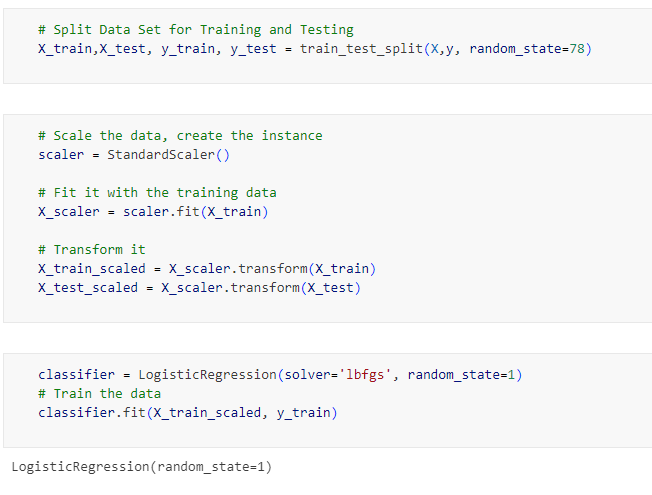 # Split Data Set for Training and Testing
X_train,X_test, y_train, y_test = train_test_split(X,y, random_state=78)
# Scale the data, create the instance
scaler = StandardScaler()
# Fit it with the training data
X_scaler = scaler.fit(X_train)
# Transform it
X_train_scaled = X_scaler.transform(X_train)
X_test_scaled = X_scaler.transform(X_test)
classifier = LogisticRegression(solver='lbfgs', random_state=1)
# Train the data
classifier.fit(X_train_scaled, y_train)
LogisticRegression(random_state=1)